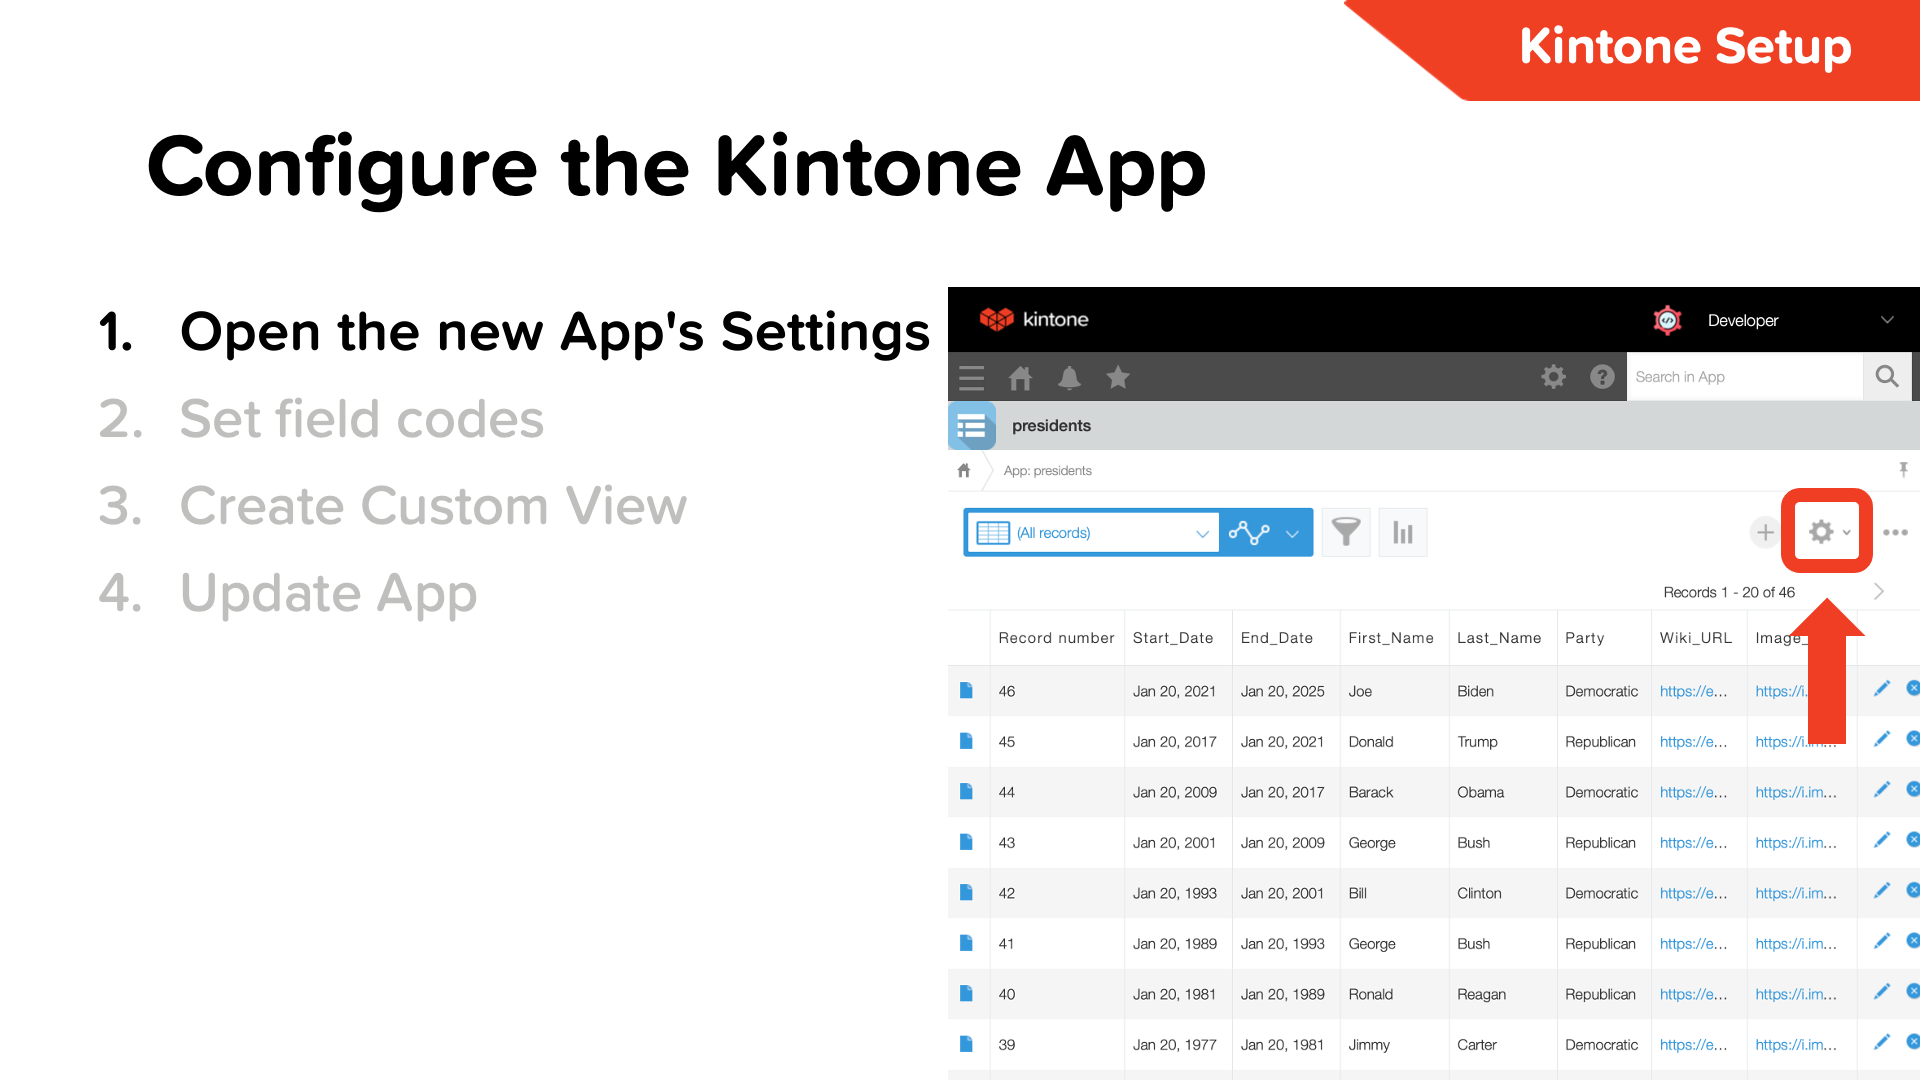 Kintone Setup
Configure the Kintone App
1. Open the new App's Settings
2. Set field codes
3. Create Custom View
4. Update App
kintone
Developer
Search in App
presidents
App: presidents
(All records)
Records 1 - 20 of 46
Record number Start_Date End_Date First_Name Last_Name Party Wiki_URL Image_
46 Jan 20, 2021 Jan 20, 2025 Joe Biden Democratic https://e... https://i.
45 Jan 20, 2017 Jan 20, 2021 Donald Trump Republican https://e... https://i.im...
44 Jan 20, 2009 Jan 20, 2017 Barack Obama Democratic https://e... https://i.im...
43 Jan 20, 2001 Jan 20, 2009 George Bush Republican https://e... https://i.im...
42 Jan 20, 1993 Jan 20, 2001 Bill Clinton Democratic https://e... https://i.im...
41 Jan 20, 1989 Jan 20, 1993 George Bush Republican https://e... https://i.im...
40 Jan 20, 1981 Jan 20, 1989 Ronald Reagan Republican https://e... https://i.im...
39 Jan 20, 1977 Jan 20, 1981 Jimmy Carter Democratic https://e... https://i.im...